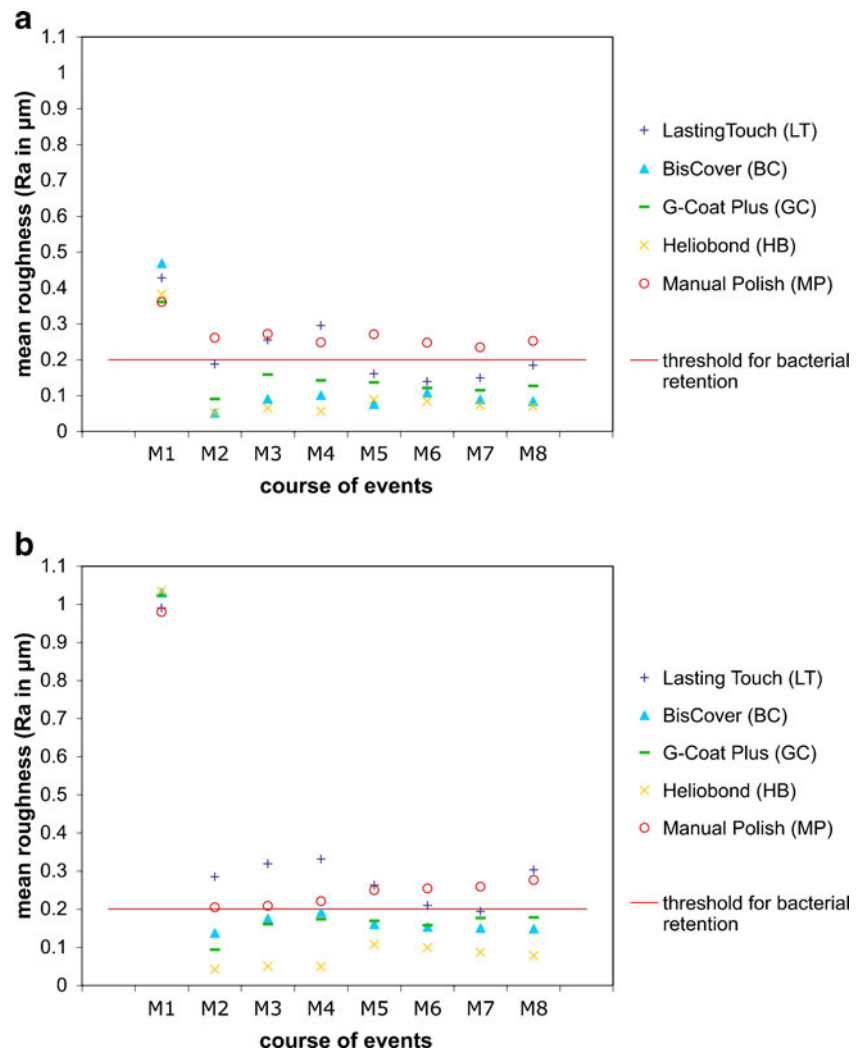 a
1.1
1
0.9
0.8
0.7
0.6
0.5
0.4
0.3
0.2
0.1
0
mean roughness (Ra in µm)
M1 M2 M3 M4 M5 M6 M7 M8
course of events
LastingTouch (LT)
BisCover (BC)
G-Coat Plus (GC)
Heliobond (HB)
Manual Polish (MP)
threshold for bacterial
retention
b
1.1
1
0.9
0.8
0.7
0.6
0.5
0.4
0.3
0.2
0.1
0
mean roughness (Ra in µm)
M1 M2 M3 M4 M5 M6 M7 M8
course of events
Lasting Touch (LT)
BisCover (BC)
G-Coat Plus (GC)
Heliobond (HB)
Manual Polish (MP)
threshold for bacterial
retention